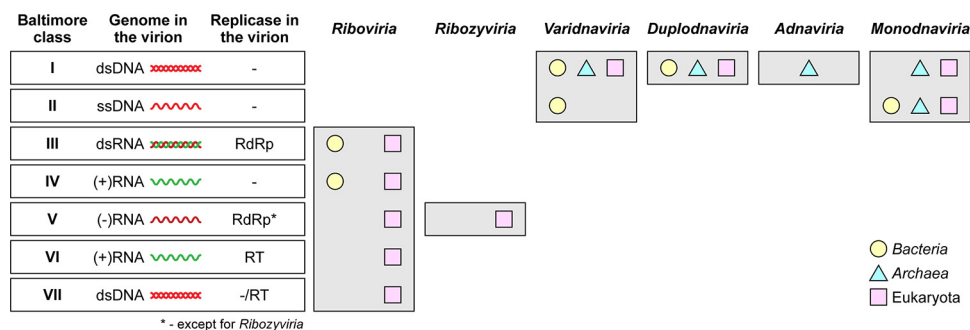 Baltimore class Genome in the virion Replicase in the virion Riboviria Ribozyviria Varidnaviria Duplodnaviria Adnaviria Monodnaviria
I dsDNA -
II ssDNA -
III dsRNA RdRp
IV (+)RNA -
V (-)RNA RdRp*
VI (+)RNA RT
VII dsDNA -/RT
Bacteria
Archaea
Eukaryota
* - except for Ribozyviria